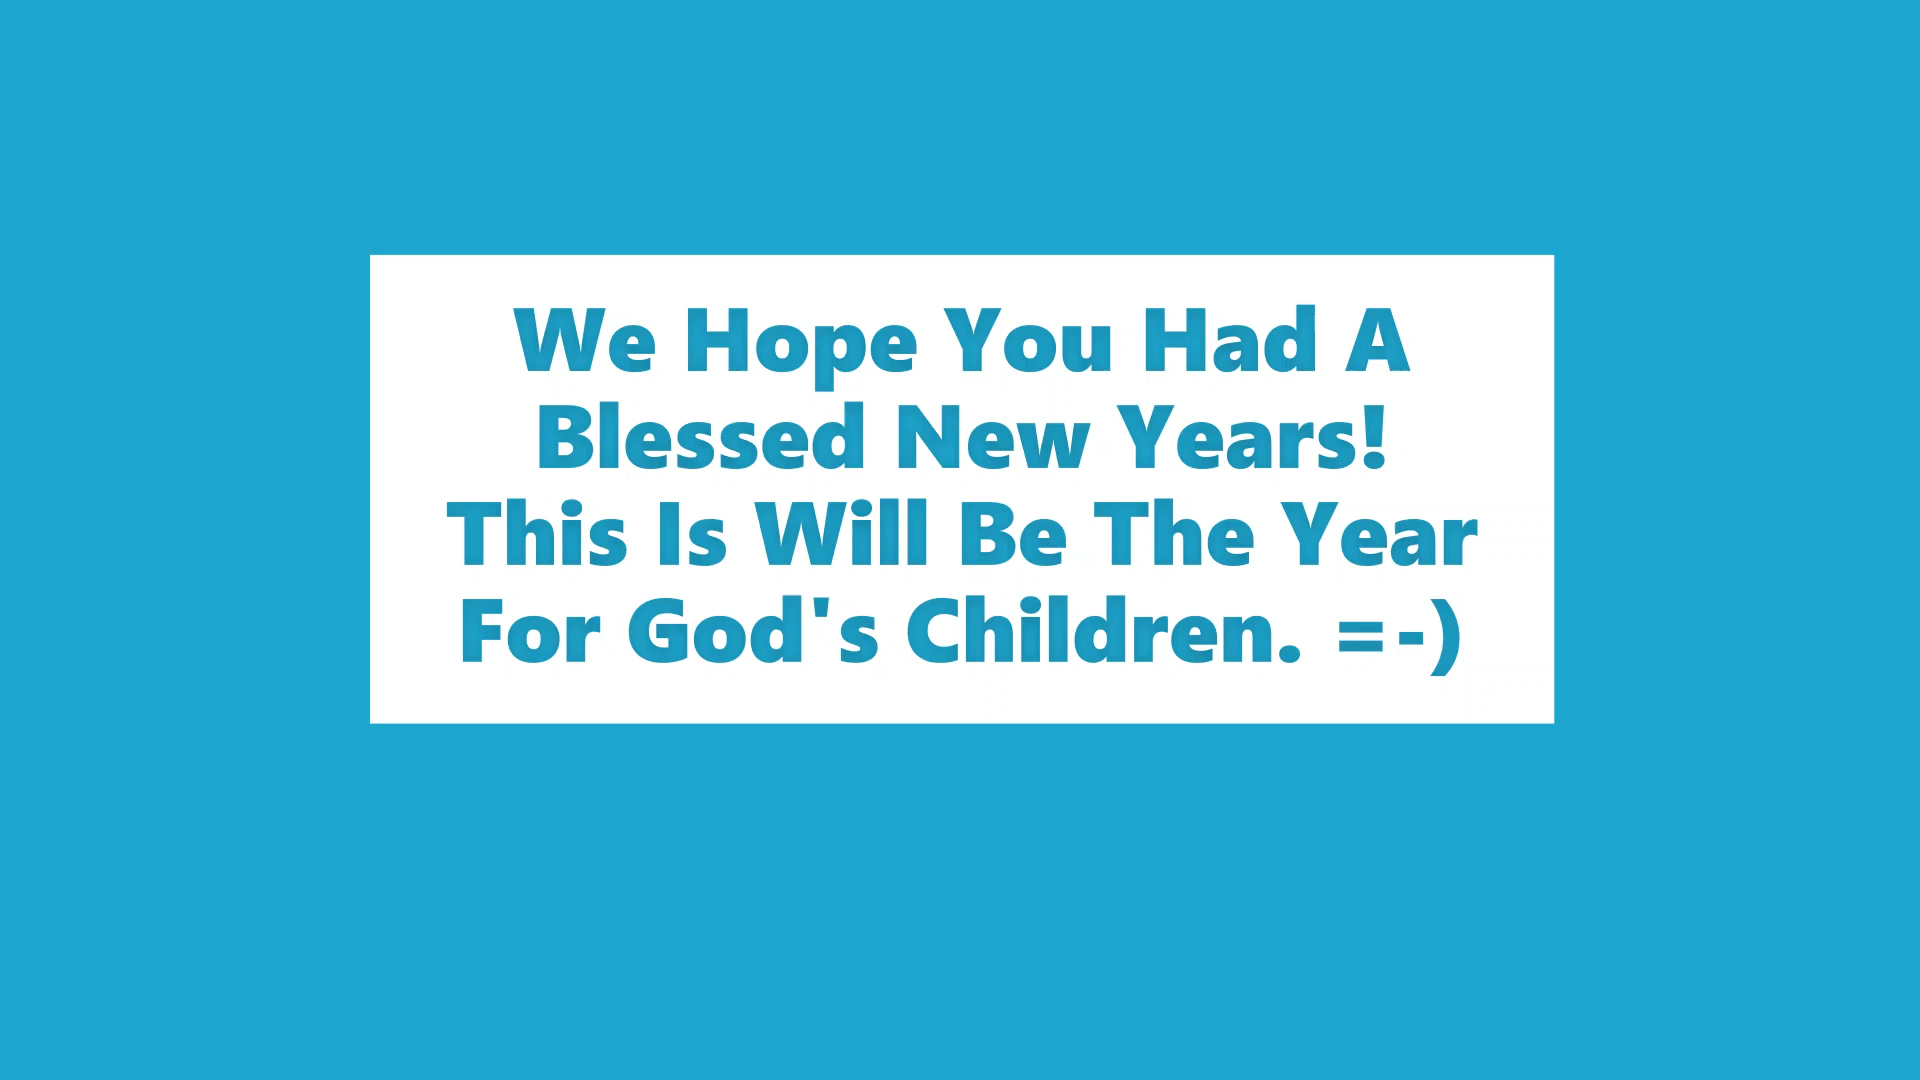 We Hope You Had A
Blessed New Years!
This Is Will Be The Year
For God's Children. =-)